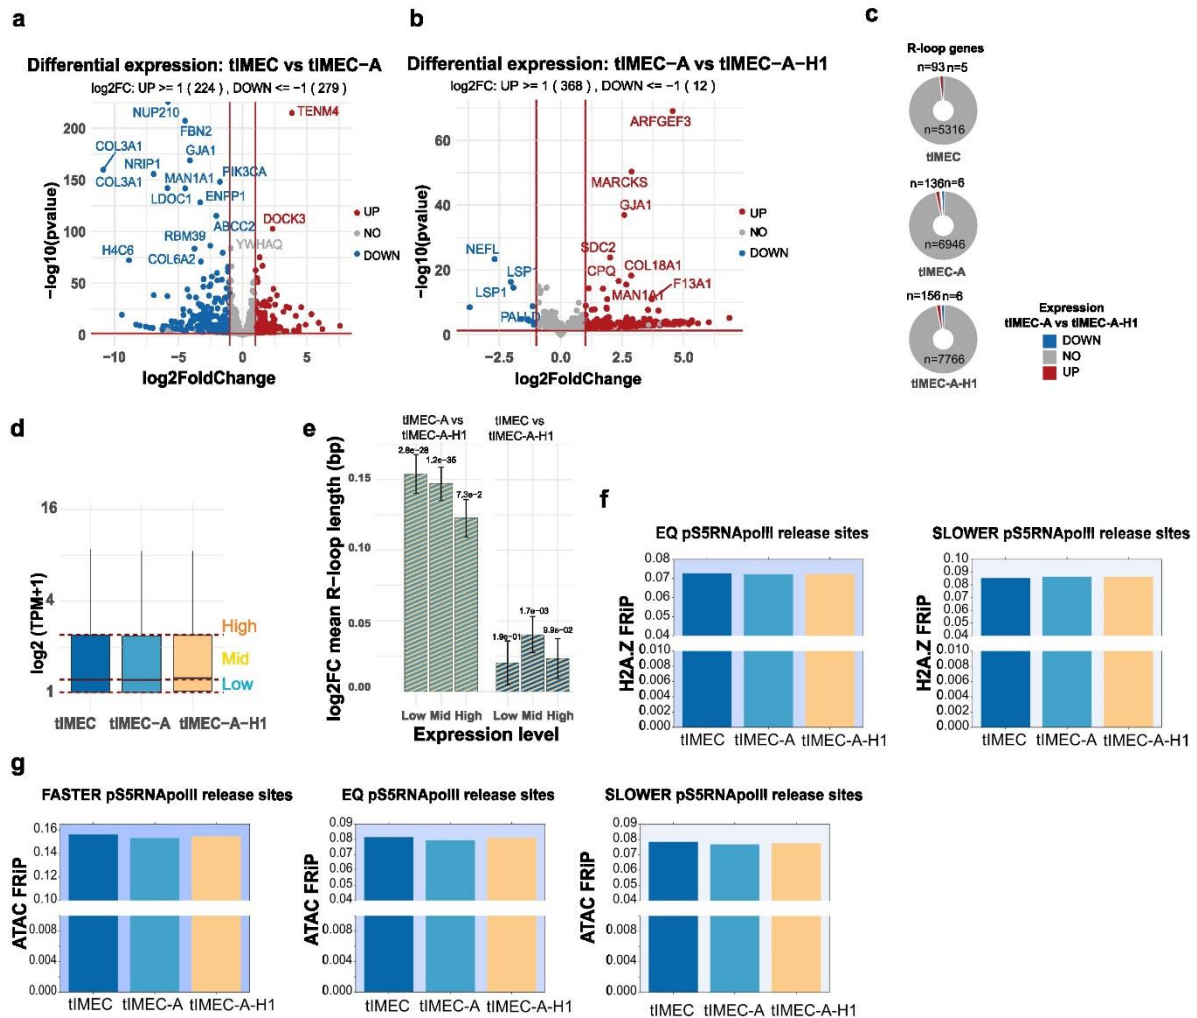 a
Differential expression: tIMEC vs tIMEC-A
log2FC: UP >= 1 ( 224 ) , DOWN <= -1 ( 279 )
-log10(pvalue)
200
150
100
50
0
NUP210
TENM4
FBN2
COL3A1
GJA1
NRIP1
PIK3CA
COL3A1
MAN1A1
LDOC1
ENPP1
ABCC2
DOCK3
RBM39
YWHAQ
H4C6
COL6A2
UP
NO
DOWN
-10
-5
0
5
log2FoldChange
b
Differential expression: tIMEC-A vs tIMEC-A-H1
log2FC: UP >= 1 ( 368 ) , DOWN <= -1 ( 12 )
-log10(pvalue)
60
40
20
0
ARFGEF3
MARCKS
GJA1
SDC2
NEFL
LSP1
CPQ
COL18A1
LSP1
MAN1A1
F13A1
PALLD
UP
NO
DOWN
-2.5
0.0
2.5
5.0
log2FoldChange
c
R-loop genes
n=93 n=5
n=5316
tIMEC
n=136 n=6
n=6946
tIMEC-A
n=156 n=6
n=7766
tIMEC-A-H1
Expression
tIMEC-A vs tIMEC-A-H1
DOWN
NO
UP
d
log2 (TPM+1)
16
4
1
High
Mid
Low
tIMEC
tIMEC-A
tIMEC-A-H1
e
log2FC mean R-loop length (bp)
tIMEC-A vs
tIMEC-A-H1
tIMEC vs
tIMEC-A-H1
2.8e-28
1.2e-35
7.3e-2
1.9e-01
1.7e-03
9.9e-02
0.15
0.10
0.05
0.00
Low Mid High
Low Mid High
Expression level
f
EQ pS5RNApolII release sites
H2A.Z FRiP
0.08
0.07
0.06
0.05
0.04
0.010
0.008
0.006
0.004
0.002
0.000
tIMEC
tIMEC-A
tIMEC-A-H1
SLOWER pS5RNApolII release sites
H2A.Z FRiP
0.10
0.09
0.08
0.07
0.06
0.05
0.04
0.010
0.008
0.006
0.004
0.002
0.000
tIMEC
tIMEC-A
tIMEC-A-H1
g
FASTER pS5RNApolII release sites
ATAC FRiP
0.16
0.14
0.12
0.10
0.008
0.004
0.000
tIMEC
tIMEC-A
tIMEC-A-H1
EQ pS5RNApolII release sites
ATAC FRiP
0.09
0.08
0.07
0.06
0.05
0.04
0.008
0.004
0.000
tIMEC
tIMEC-A
tIMEC-A-H1
SLOWER pS5RNApolII release sites
ATAC FRiP
0.09
0.08
0.07
0.06
0.05
0.04
0.008
0.004
0.000
tIMEC
tIMEC-A
tIMEC-A-H1